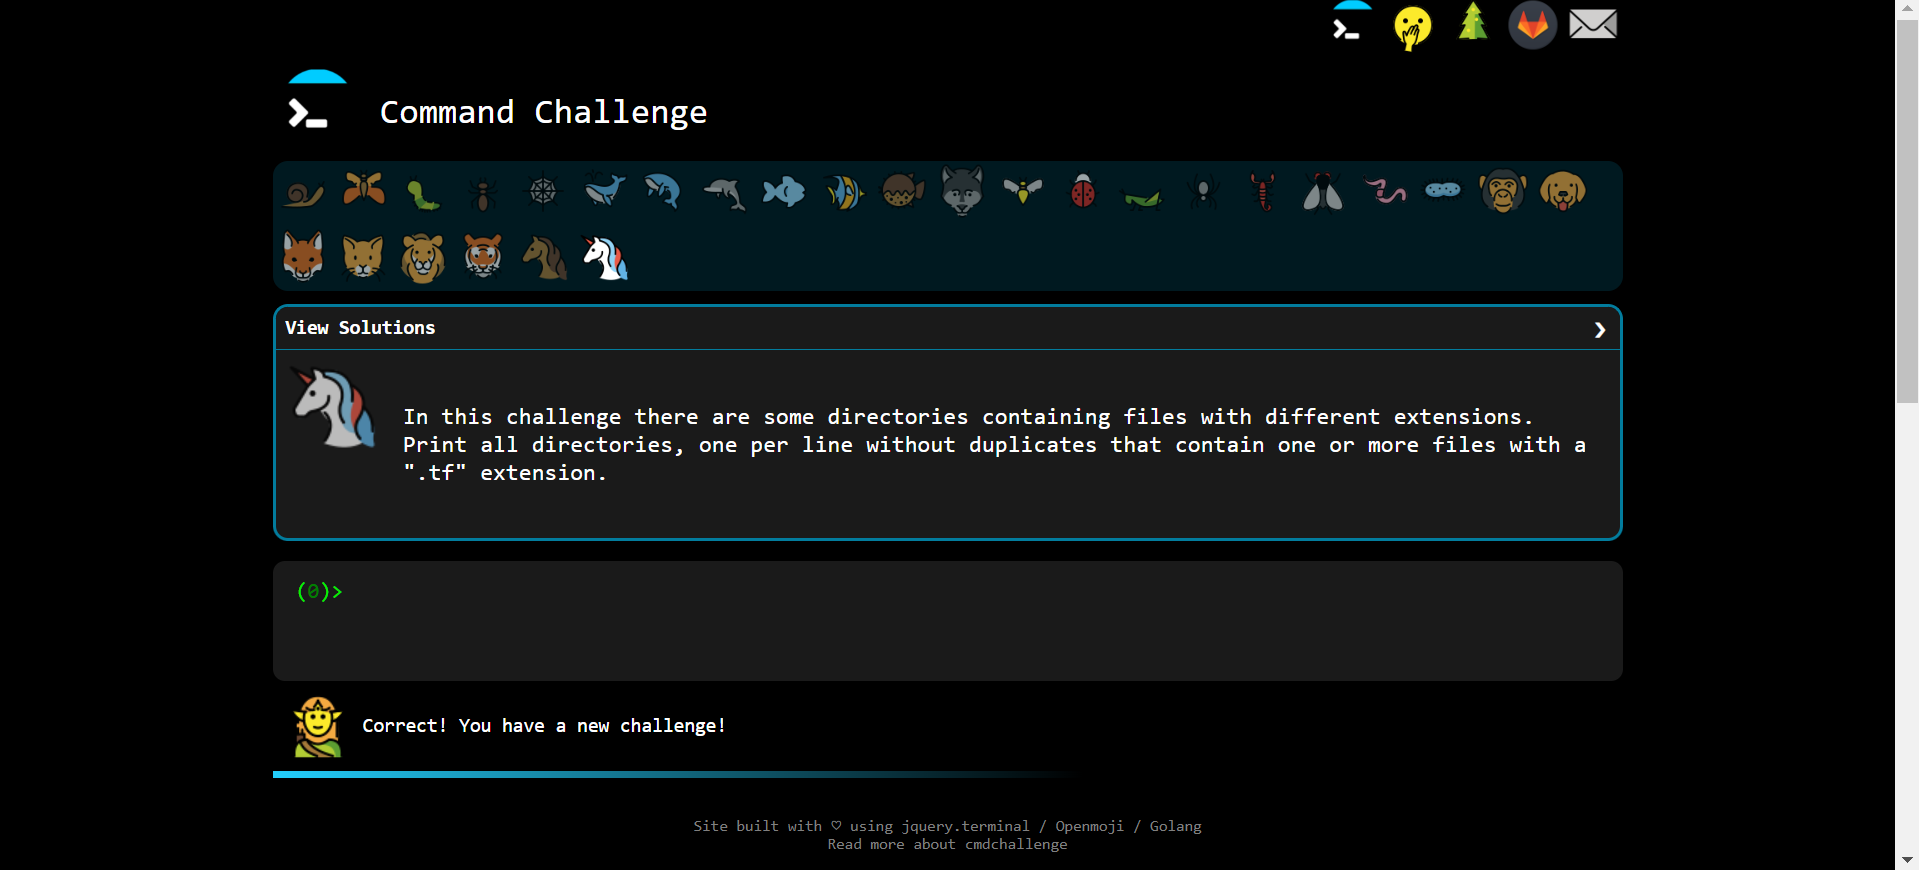 Command Challenge
View Solutions
In this challenge there are some directories containing files with different extensions.
Print all directories, one per line without duplicates that contain one or more files with a
".tf" extension.
(0)>
Correct! You have a new challenge!
Site built with ♡ using jquery.terminal / Openmoji / Golang
Read more about cmdchallenge